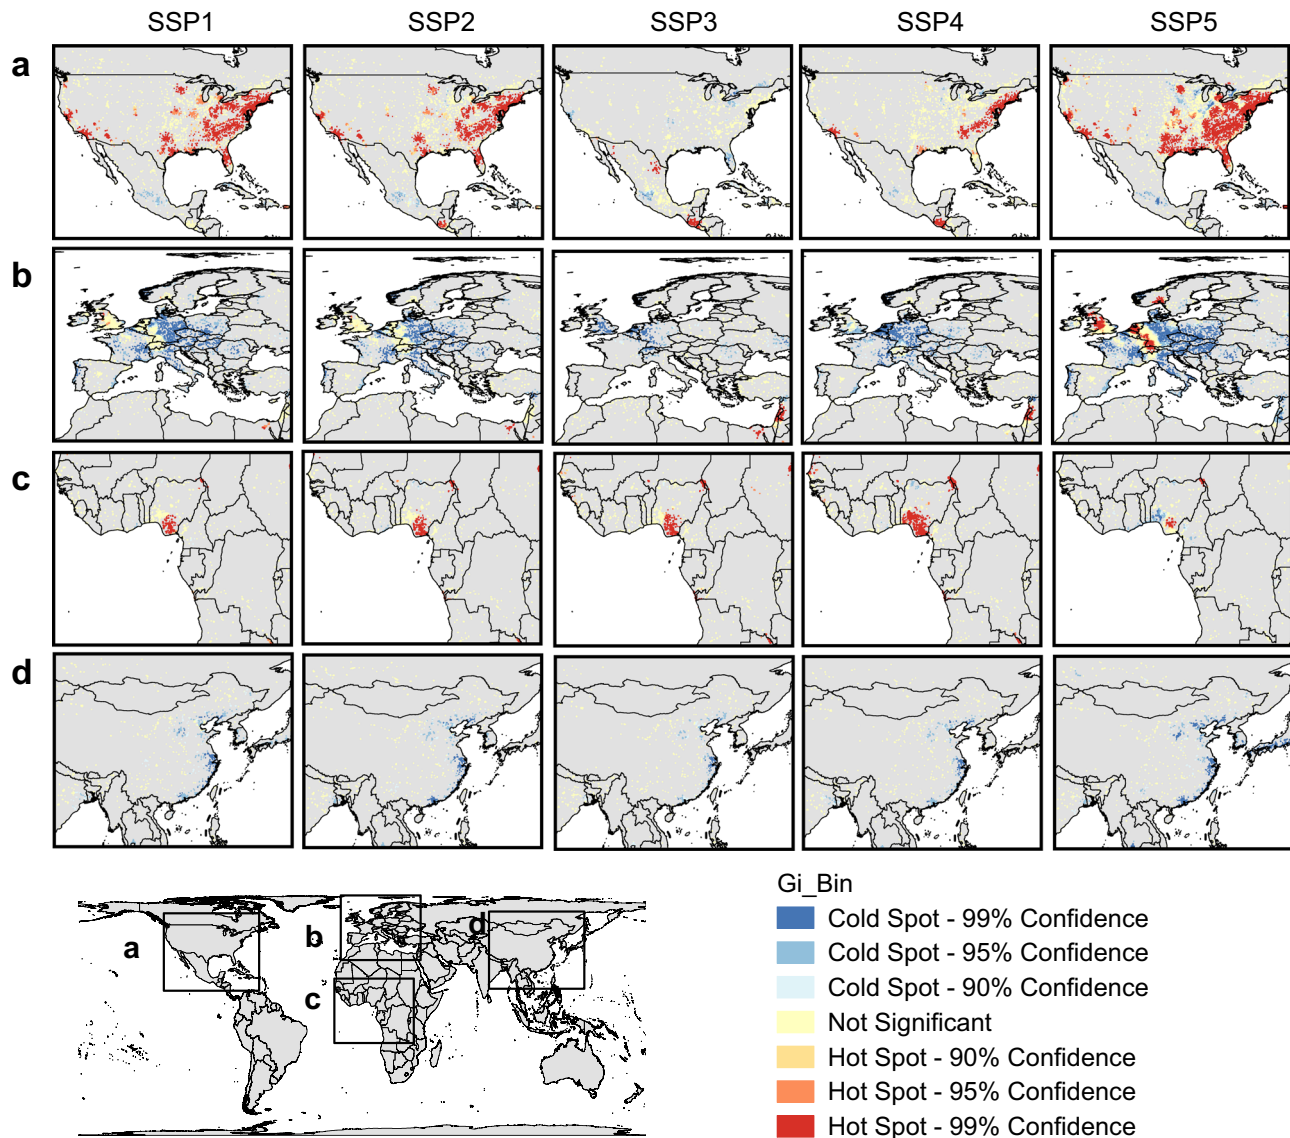 SSP1 SSP2 SSP3 SSP4 SSP5
a
b
c
d
a
b
c
d
Gi_Bin
Cold Spot - 99% Confidence
Cold Spot - 95% Confidence
Cold Spot - 90% Confidence
Not Significant
Hot Spot - 90% Confidence
Hot Spot - 95% Confidence
Hot Spot - 99% Confidence